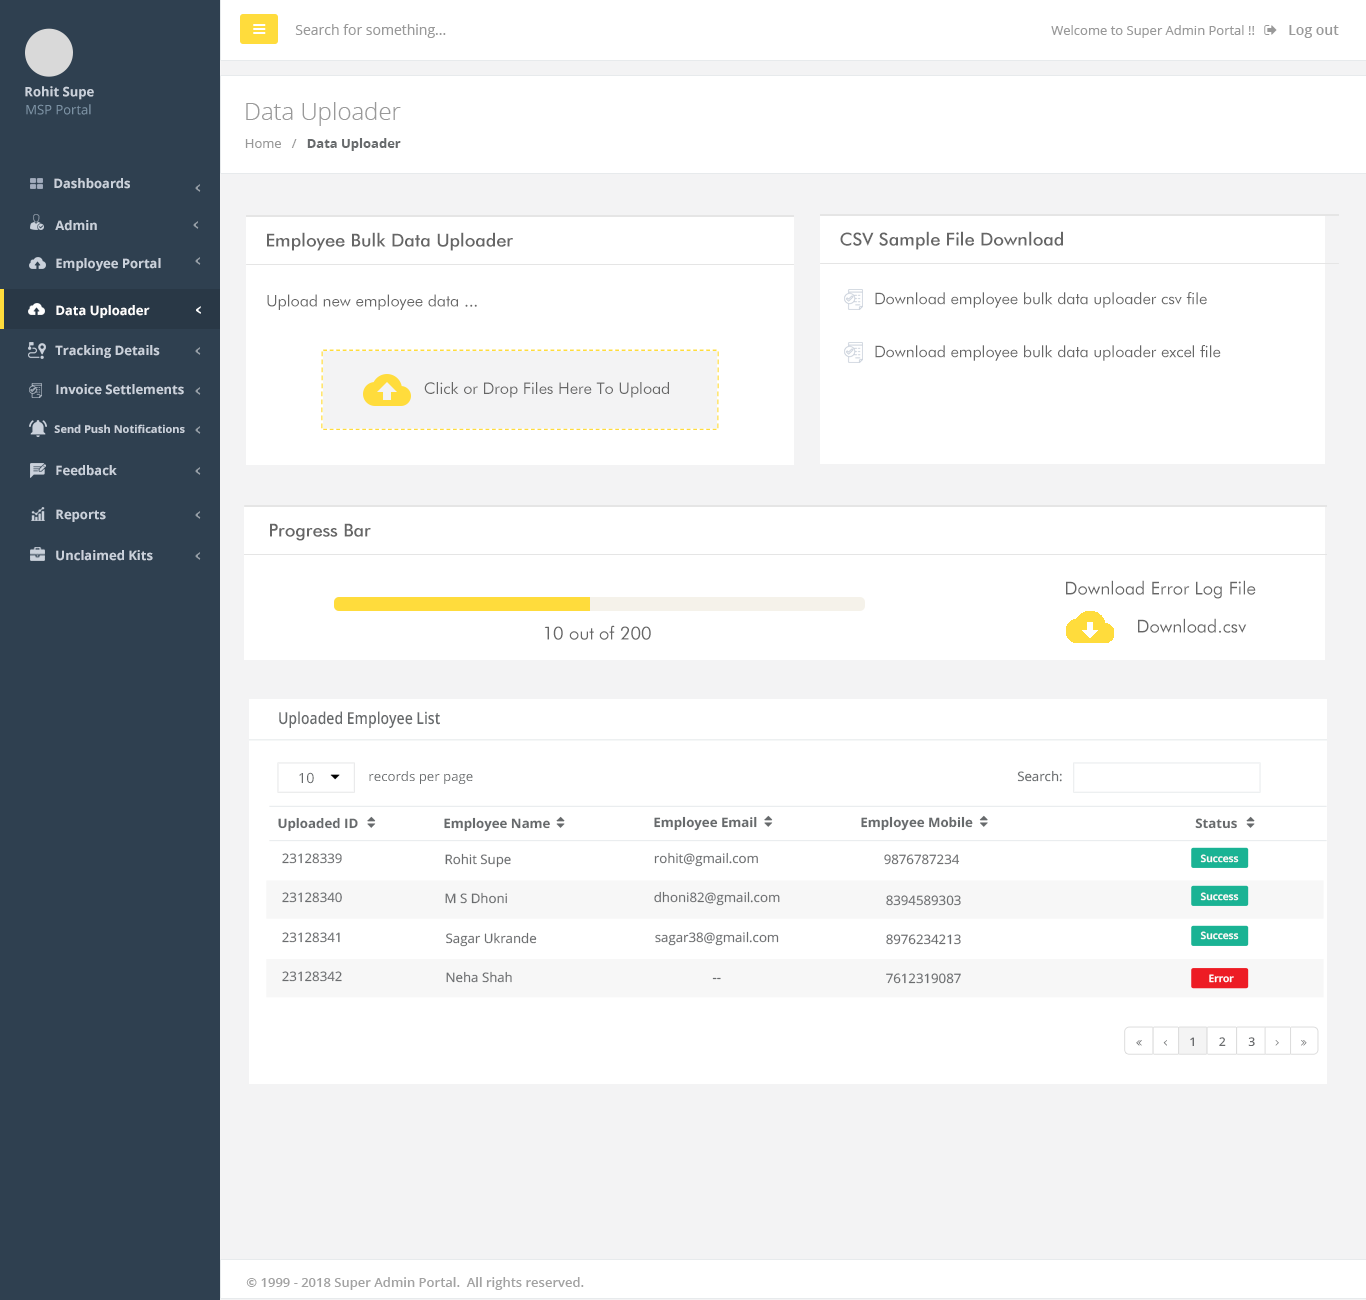 Search for something...
Welcome to Super Admin Portal !! Log out
Rohit Supe
MSP Portal
Dashboards
Admin
Employee Portal
Data Uploader
Tracking Details
Invoice Settlements
Send Push Notifications
Feedback
Reports
Unclaimed Kits
Data Uploader
Home / Data Uploader
Employee Bulk Data Uploader
Upload new employee data ...
Click or Drop Files Here To Upload
CSV Sample File Download
Download employee bulk data uploader csv file
Download employee bulk data uploader excel file
Progress Bar
10 out of 200
Download Error Log File
Download.csv
Uploaded Employee List
10 records per page Search:
Uploaded ID Employee Name Employee Email Employee Mobile Status
23128339 Rohit Supe rohit@gmail.com 9876787234 Success
23128340 M S Dhoni dhoni82@gmail.com 8394589303 Success
23128341 Sagar Ukrande sagar38@gmail.com 8976234213 Success
23128342 Neha Shah -- 7612319087 Error
« ‹ 1 2 3 › »
© 1999 - 2018 Super Admin Portal. All rights reserved.